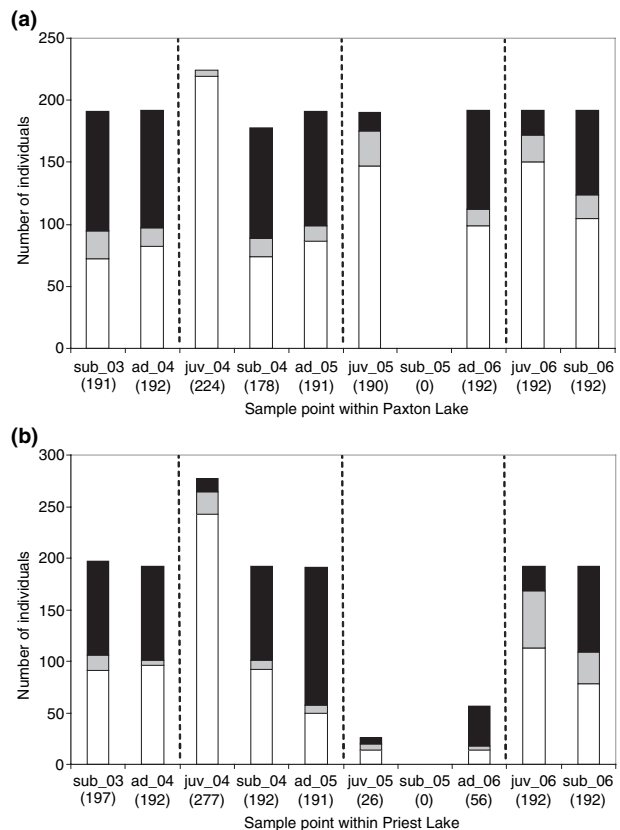 (a)
250
200
150
100
50
0
Number of individuals
sub_03 ad_04 juv_04 sub_04 ad_05 juv_05 sub_05 ad_06 juv_06 sub_06
(191) (192) (224) (178) (191) (190) (0) (192) (192) (192)
Sample point within Paxton Lake
(b)
300
250
200
150
100
50
0
Number of individuals
sub_03 ad_04 juv_04 sub_04 ad_05 juv_05 sub_05 ad_06 juv_06 sub_06
(197) (192) (277) (192) (191) (26) (0) (56) (192) (192)
Sample point within Priest Lake